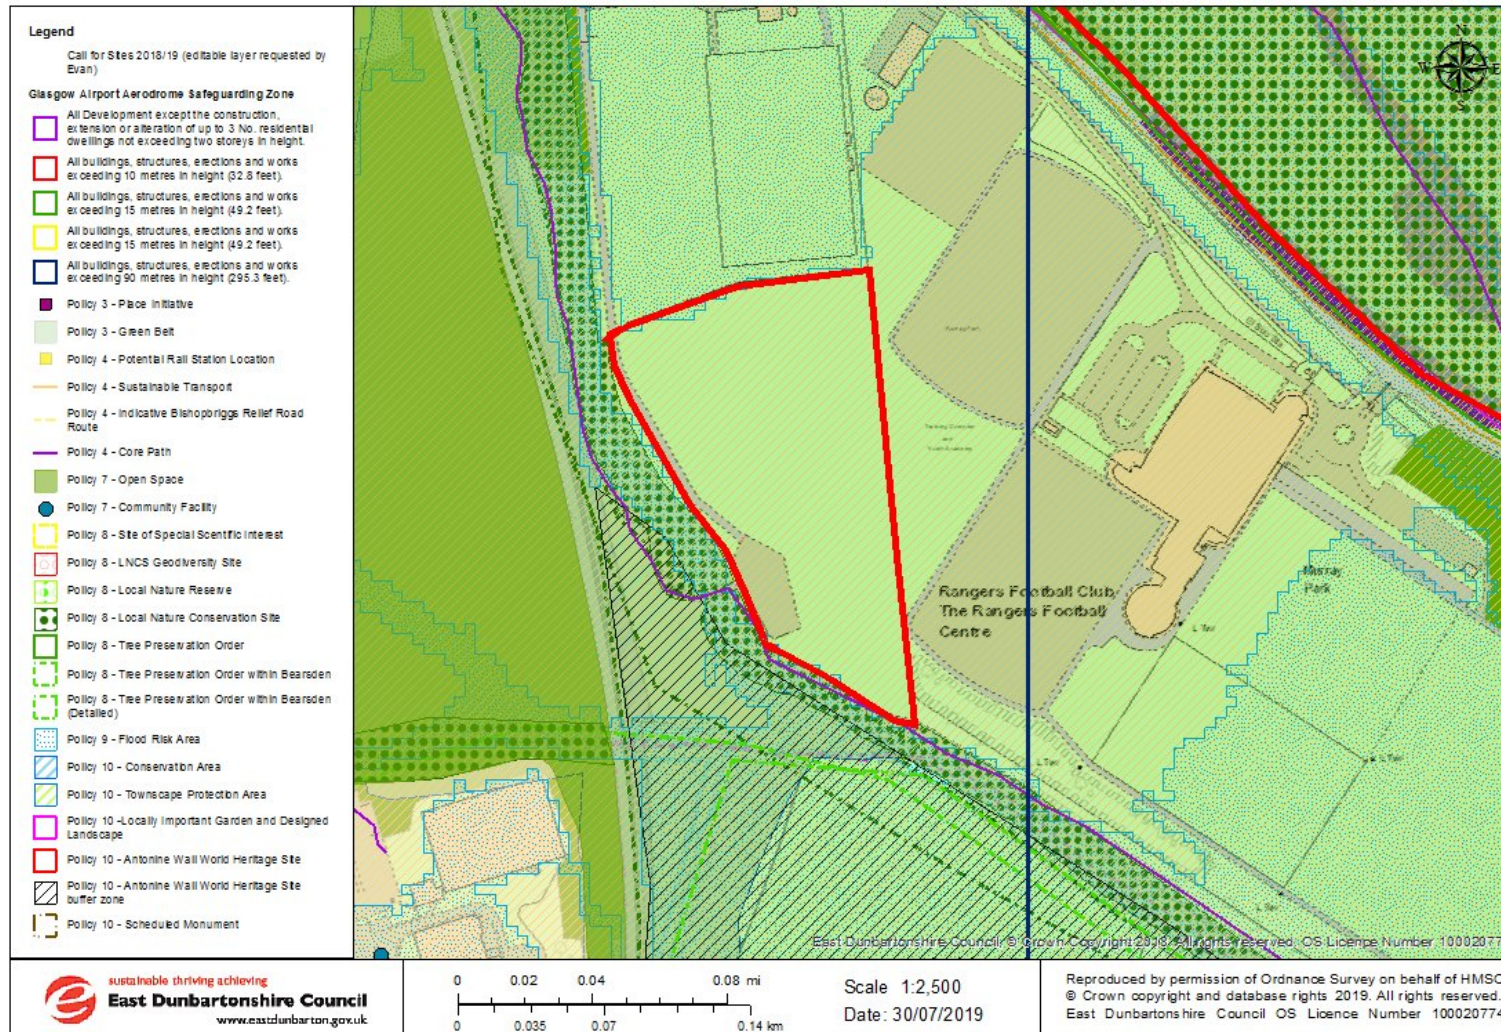 Legend
Call for Sites 2018/19 (editable layer requested by
Evan)
Glasgow Airport Aerodrome Safeguarding Zone
All Development except the construction,
extension or alteration of up to 3 No. residential
dwellings not exceeding two storeys in height.
All buildings, structures, erections and works
exceeding 10 metres in height (32.8 feet).
All buildings, structures, erections and works
exceeding 15 metres in height (49.2 feet).
All buildings, structures, erections and works
exceeding 15 metres in height (49.2 feet).
All buildings, structures, erections and works
exceeding 90 metres in height (295.3 feet).
Policy 3 - Place Initiative
Policy 3 - Green Belt
Policy 4 - Potential Rail Station Location
Policy 4 - Sustainable Transport
Policy 4 - Indicative Bishopbriggs Relief Road
Route
Policy 4 - Core Path
Policy 7 - Open Space
Policy 7 - Community Facility
Policy 8 - Site of Special Scentific Interest
Policy 8 - LNCS Geodiversity Site
Policy 8 - Local Nature Reserve
Policy 8 - Local Nature Conservation Site
Policy 8 - Tree Preservation Order
Policy 8 - Tree Preservation Order within Bearsden
Policy 8 - Tree Preservation Order within Bearsden
(Detailed)
Policy 9 - Flood Risk Area
Policy 10 - Conservation Area
Policy 10 - Townscape Protection Area
Policy 10 -Locally Important Garden and Designed
Landscape
Policy 10 - Antonine Wall World Heritage Site
Policy 10 - Antonine Wall World Heritage Site
buffer zone
Policy 10 - Scheduled Monument
N
W E
S
Training Complex
and
Youth Academy
Rangers Football Club
The Rangers Football
Centre
Murray
Park
L Twr
L Twr
L Twr
L Twr
L Twr
East Dunbartonshire Council, © Crown Copyright 2018. All rights reserved. OS Licence Number 10002077
sustainable thriving achieving
East Dunbartonshire Council
www.eastdunbarton.gov.uk
0 0.02 0.04 0.08 mi
0 0.035 0.07 0.14 km
Scale 1:2,500
Date: 30/07/2019
Reproduced by permission of Ordnance Survey on behalf of HMSO
© Crown copyright and database rights 2019. All rights reserved.
East Dunbartonshire Council OS Licence Number 100020774